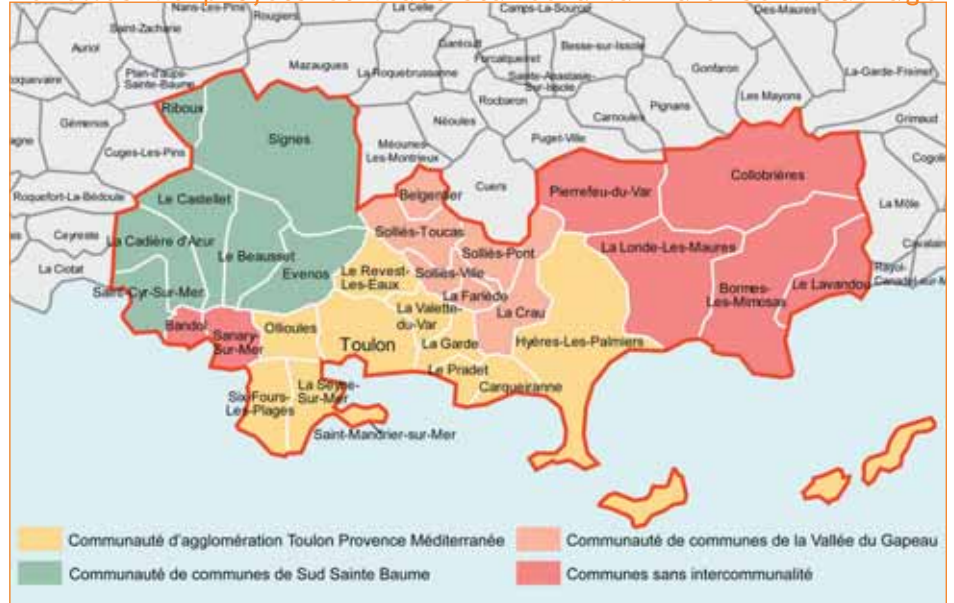 Nans-Les-Pins
La Celle
Camps-La-Source
Des-Maures
Saint-Zacharie
Rougiers
Auriol
Garéoult
Besse-sur-Issole
Forcalqueiret
Plan-d'aups-
Sainte-Baume
Mazaugues
La Roquebrussanne
Sainte-Anastasie-
Sur-Issole
Gonfaron
La-Garde-Freinet
Riboux
Rocbaron
Pignans
Les Mayons
Gémenos
Signes
Néoules
Carnoules
Grimaud
Cuges-Les-Pins
Méounes-
Les-Montrieux
Puget-Ville
Roquefort-La-Bédoule
Le Castellet
Belgentier
Cuers
Pierrefeu-du-Var
Collobrières
La Môle
Ceyreste
La Cadière d'Azur
Solliès-Toucas
La Londe-Les-Maures
Le Beausset
Solliès-Pont
La Ciotat
Evenos
Le Revest-
Les-Eaux
Solliès-Ville
Saint-Cyr-Sur-Mer
La Farlède
Bormes-
Les-Mimosas
Le Lavandou
Bandol
Sanary-
Sur-Mer
Ollioules
La Valette-
du-Var
La Crau
Toulon
La Garde
Hyères-Les-Palmiers
Le Pradet
Six-Fours-
Les-Plages
La Seyne-
Sur-Mer
Carqueiranne
Saint-Mandrier-sur-Mer
Communauté d'agglomération Toulon Provence Méditerranée
Communauté de communes de la Vallée du Gapeau
Communauté de communes de Sud Sainte Baume
Communes sans intercommunalité